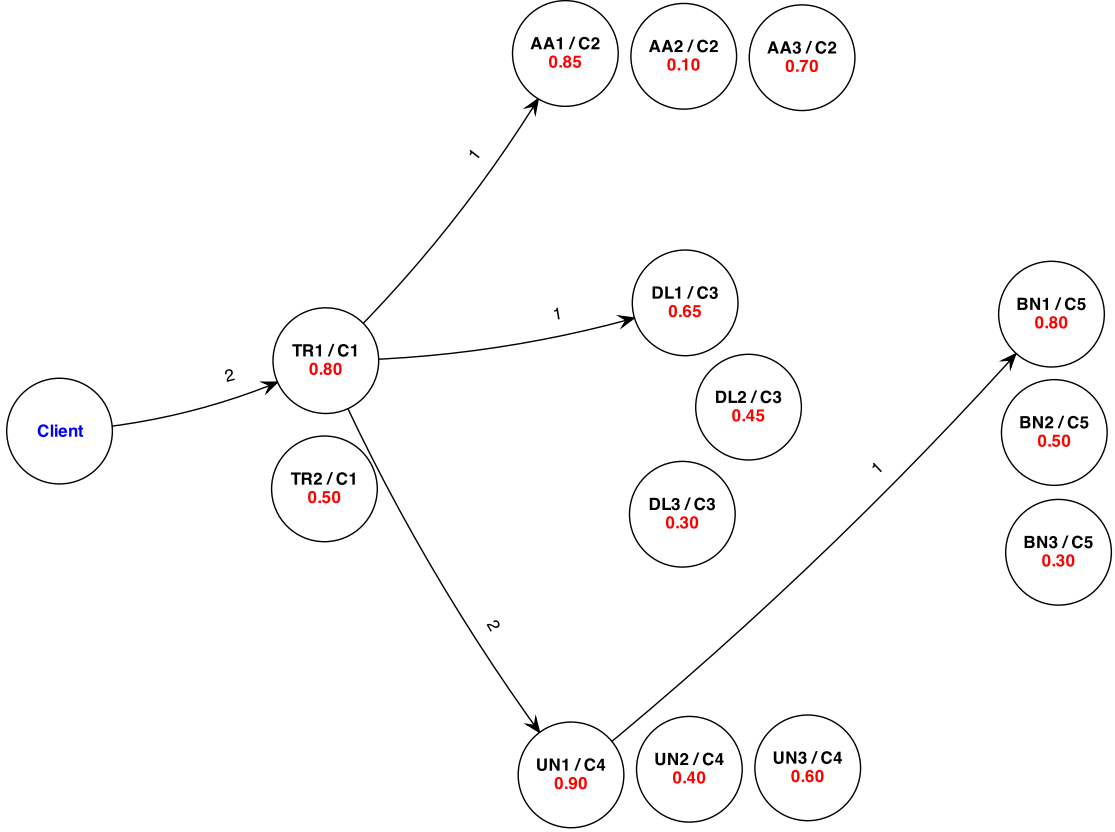 AA1 / C2
0.85
AA2 / C2
0.10
AA3 / C2
0.70
1
DL1 / C3
0.65
BN1 / C5
0.80
1
TR1 / C1
0.80
2
Client
DL2 / C3
0.45
BN2 / C5
0.50
TR2 / C1
0.50
1
DL3 / C3
0.30
BN3 / C5
0.30
2
UN1 / C4
0.90
UN2 / C4
0.40
UN3 / C4
0.60